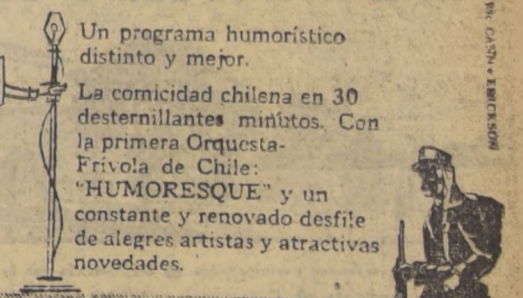 Un programa humorístico
distinto y mejor.
La comicidad chilena en 30
desternillantes minutos. Con
la primera Orquesta-
Frívola de Chile:
"HUMORESQUE" y un
constante y renovado desfile
de alegres artistas y atractivas
novedades.